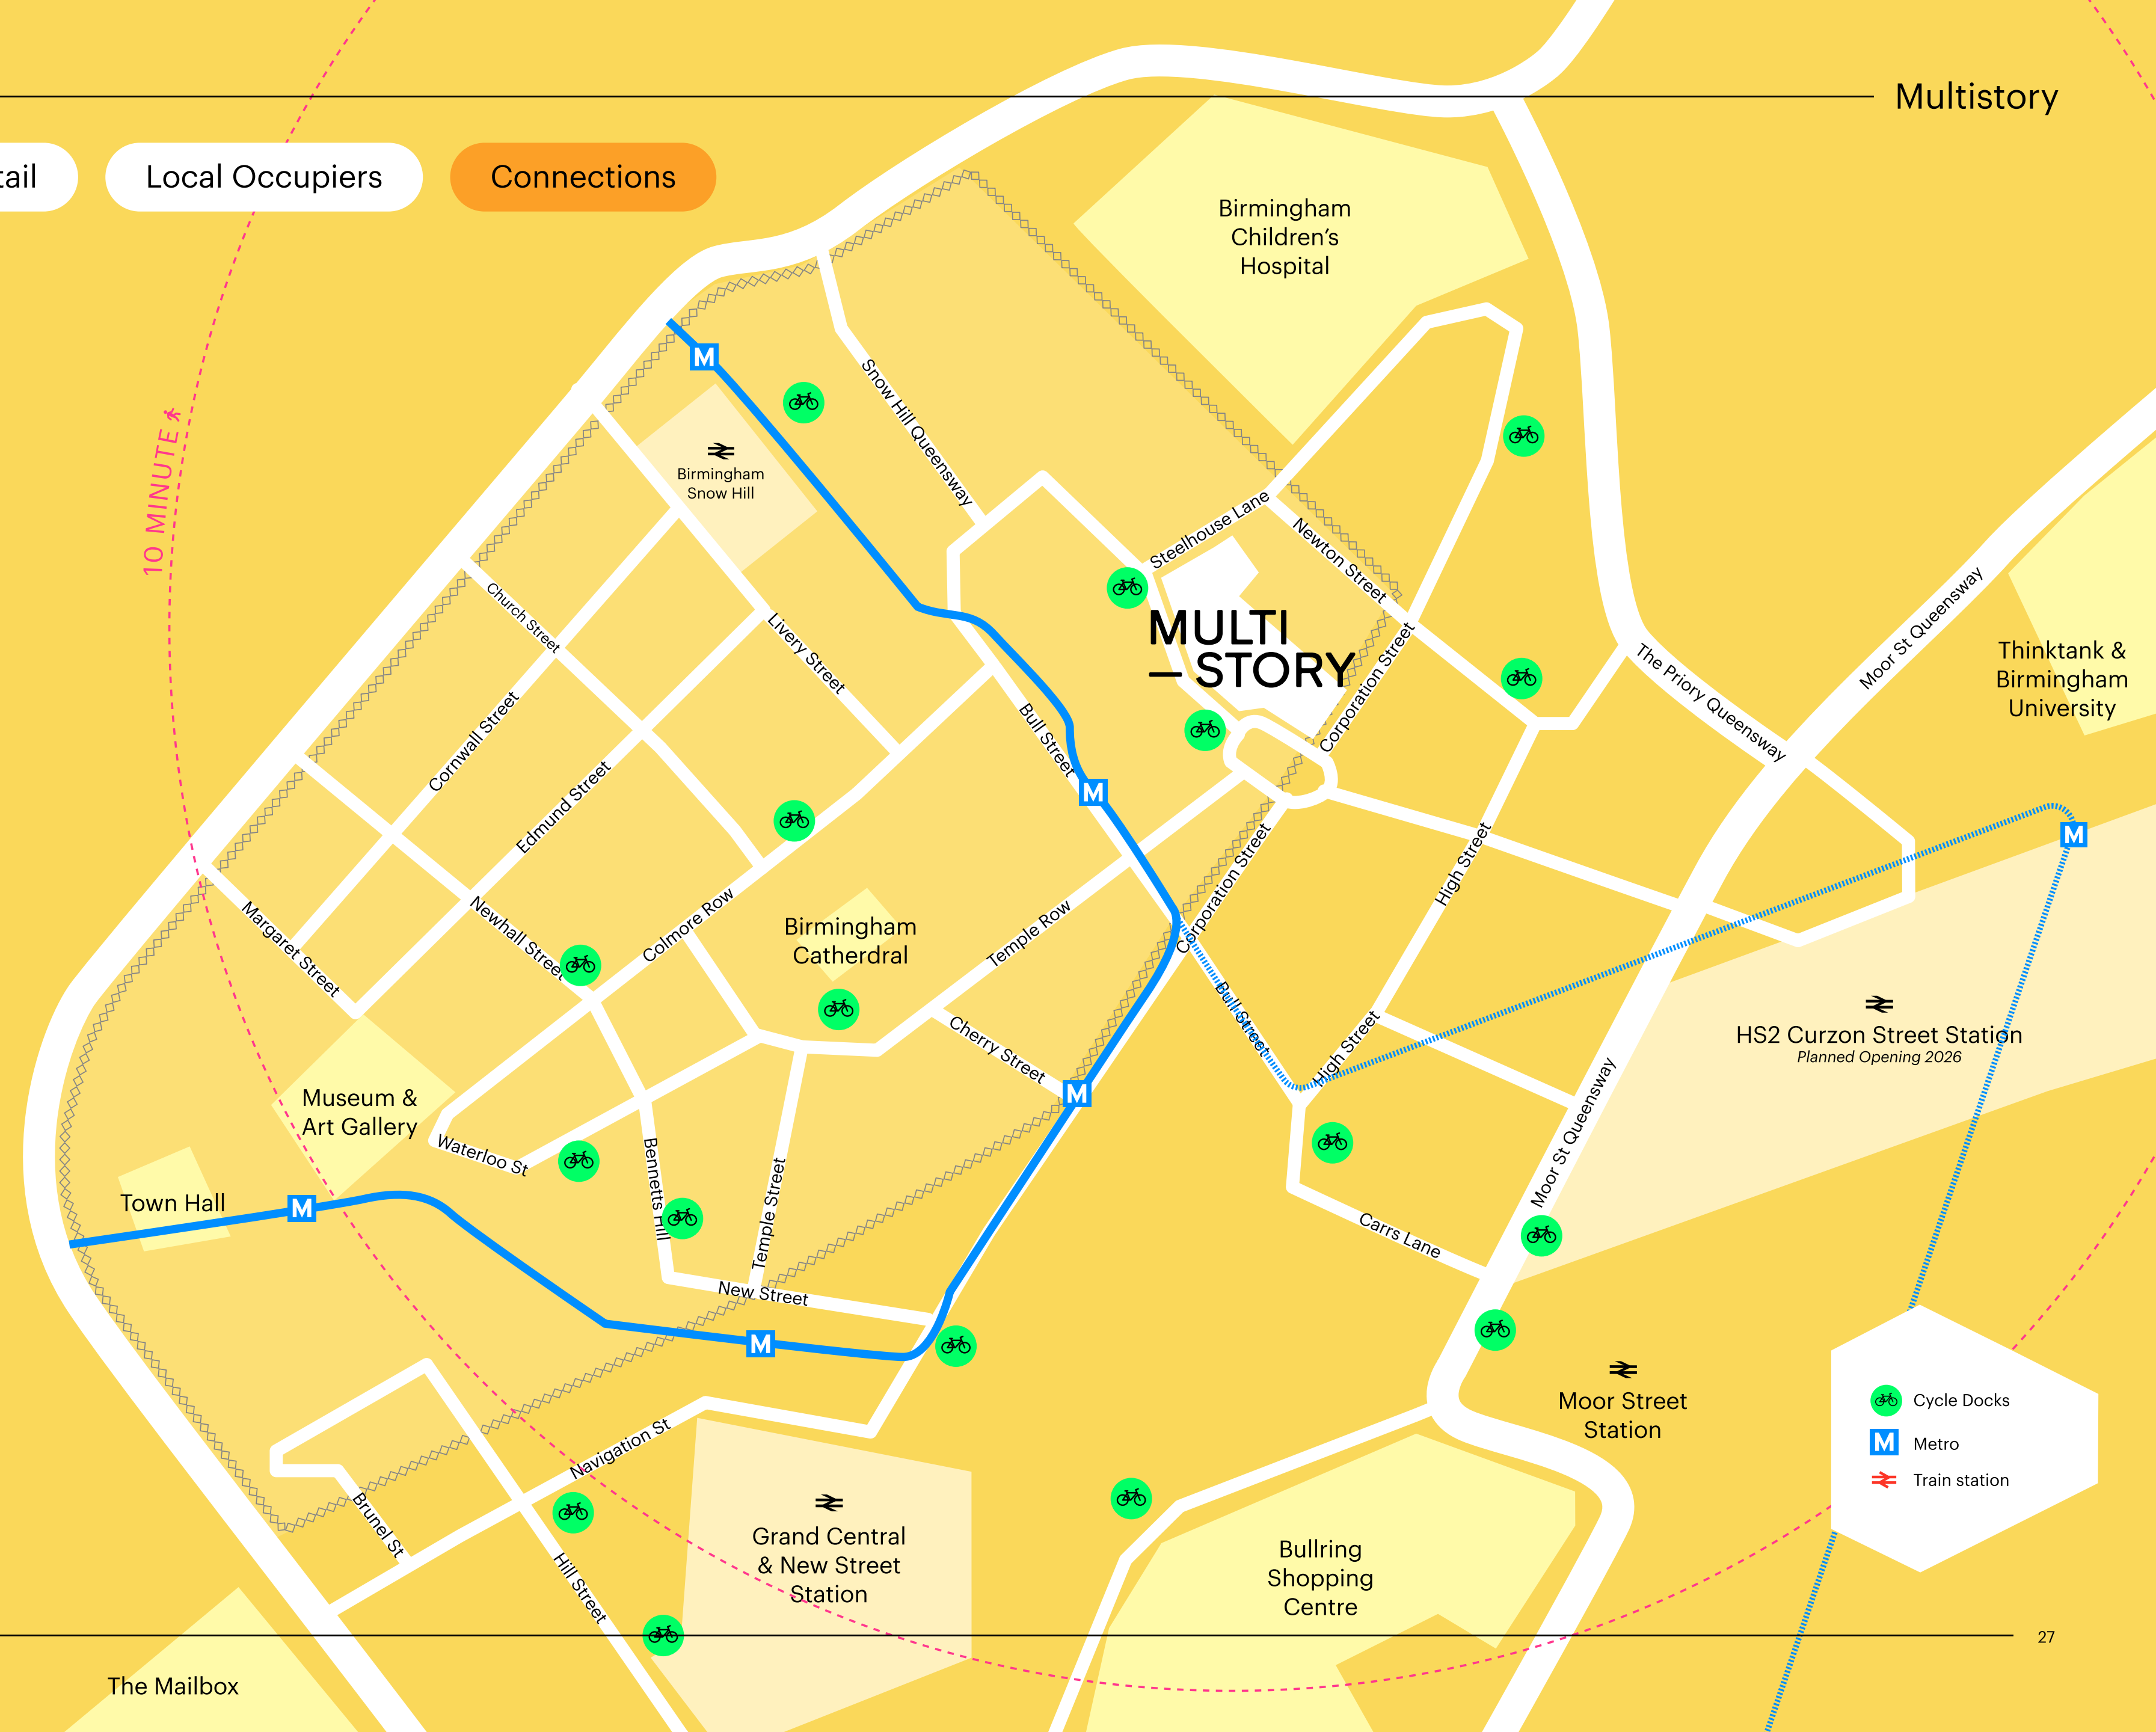 Multistory
tail
Local Occupiers
Connections
Birmingham
Children’s
Hospital
10 MINUTE
M
Snow Hill Queensway
Birmingham
Snow Hill
Steelhouse Lane
Newton Street
Church Street
Livery Street
MULTI
— STORY
Corporation Street
The Priory Queensway
Moor St Queensway
Thinktank &
Birmingham
University
Cornwall Street
Edmund Street
Bull Street
M
M
High Street
Corporation Street
Margaret Street
Newhall Street
Colmore Row
Birmingham
Catherdral
Temple Row
Bull Street
High Street
Cherry Street
M
HS2 Curzon Street Station
Planned Opening 2026
Museum &
Art Gallery
Waterloo St
Bennetts Hill
Temple Street
Moor St Queensway
Town Hall
M
Carrs Lane
New Street
M
Moor Street
Station
Cycle Docks
M
Metro
Train station
Navigation St
Brunel St
Hill Street
Grand Central
& New Street
Station
Bullring
Shopping
Centre
The Mailbox
27